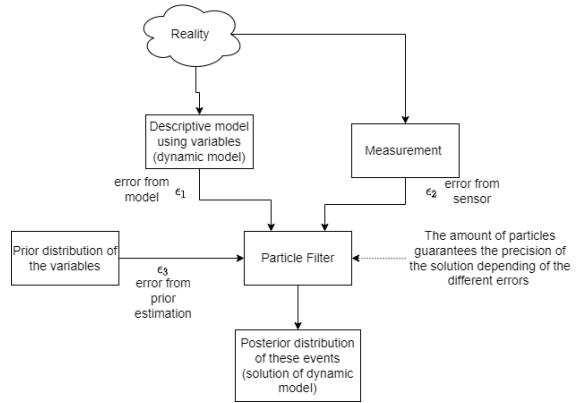 Reality
Descriptive model
using variables
(dynamic model)
Measurement
error from
model ϵ1
ϵ2 error from
sensor
Prior distribution of
the variables
ϵ3
error from
prior
estimation
Particle Filter
The amount of particles
guarantees the precision of
the solution depending of the
different errors
Posterior distribution
of these events
(solution of dynamic
model)